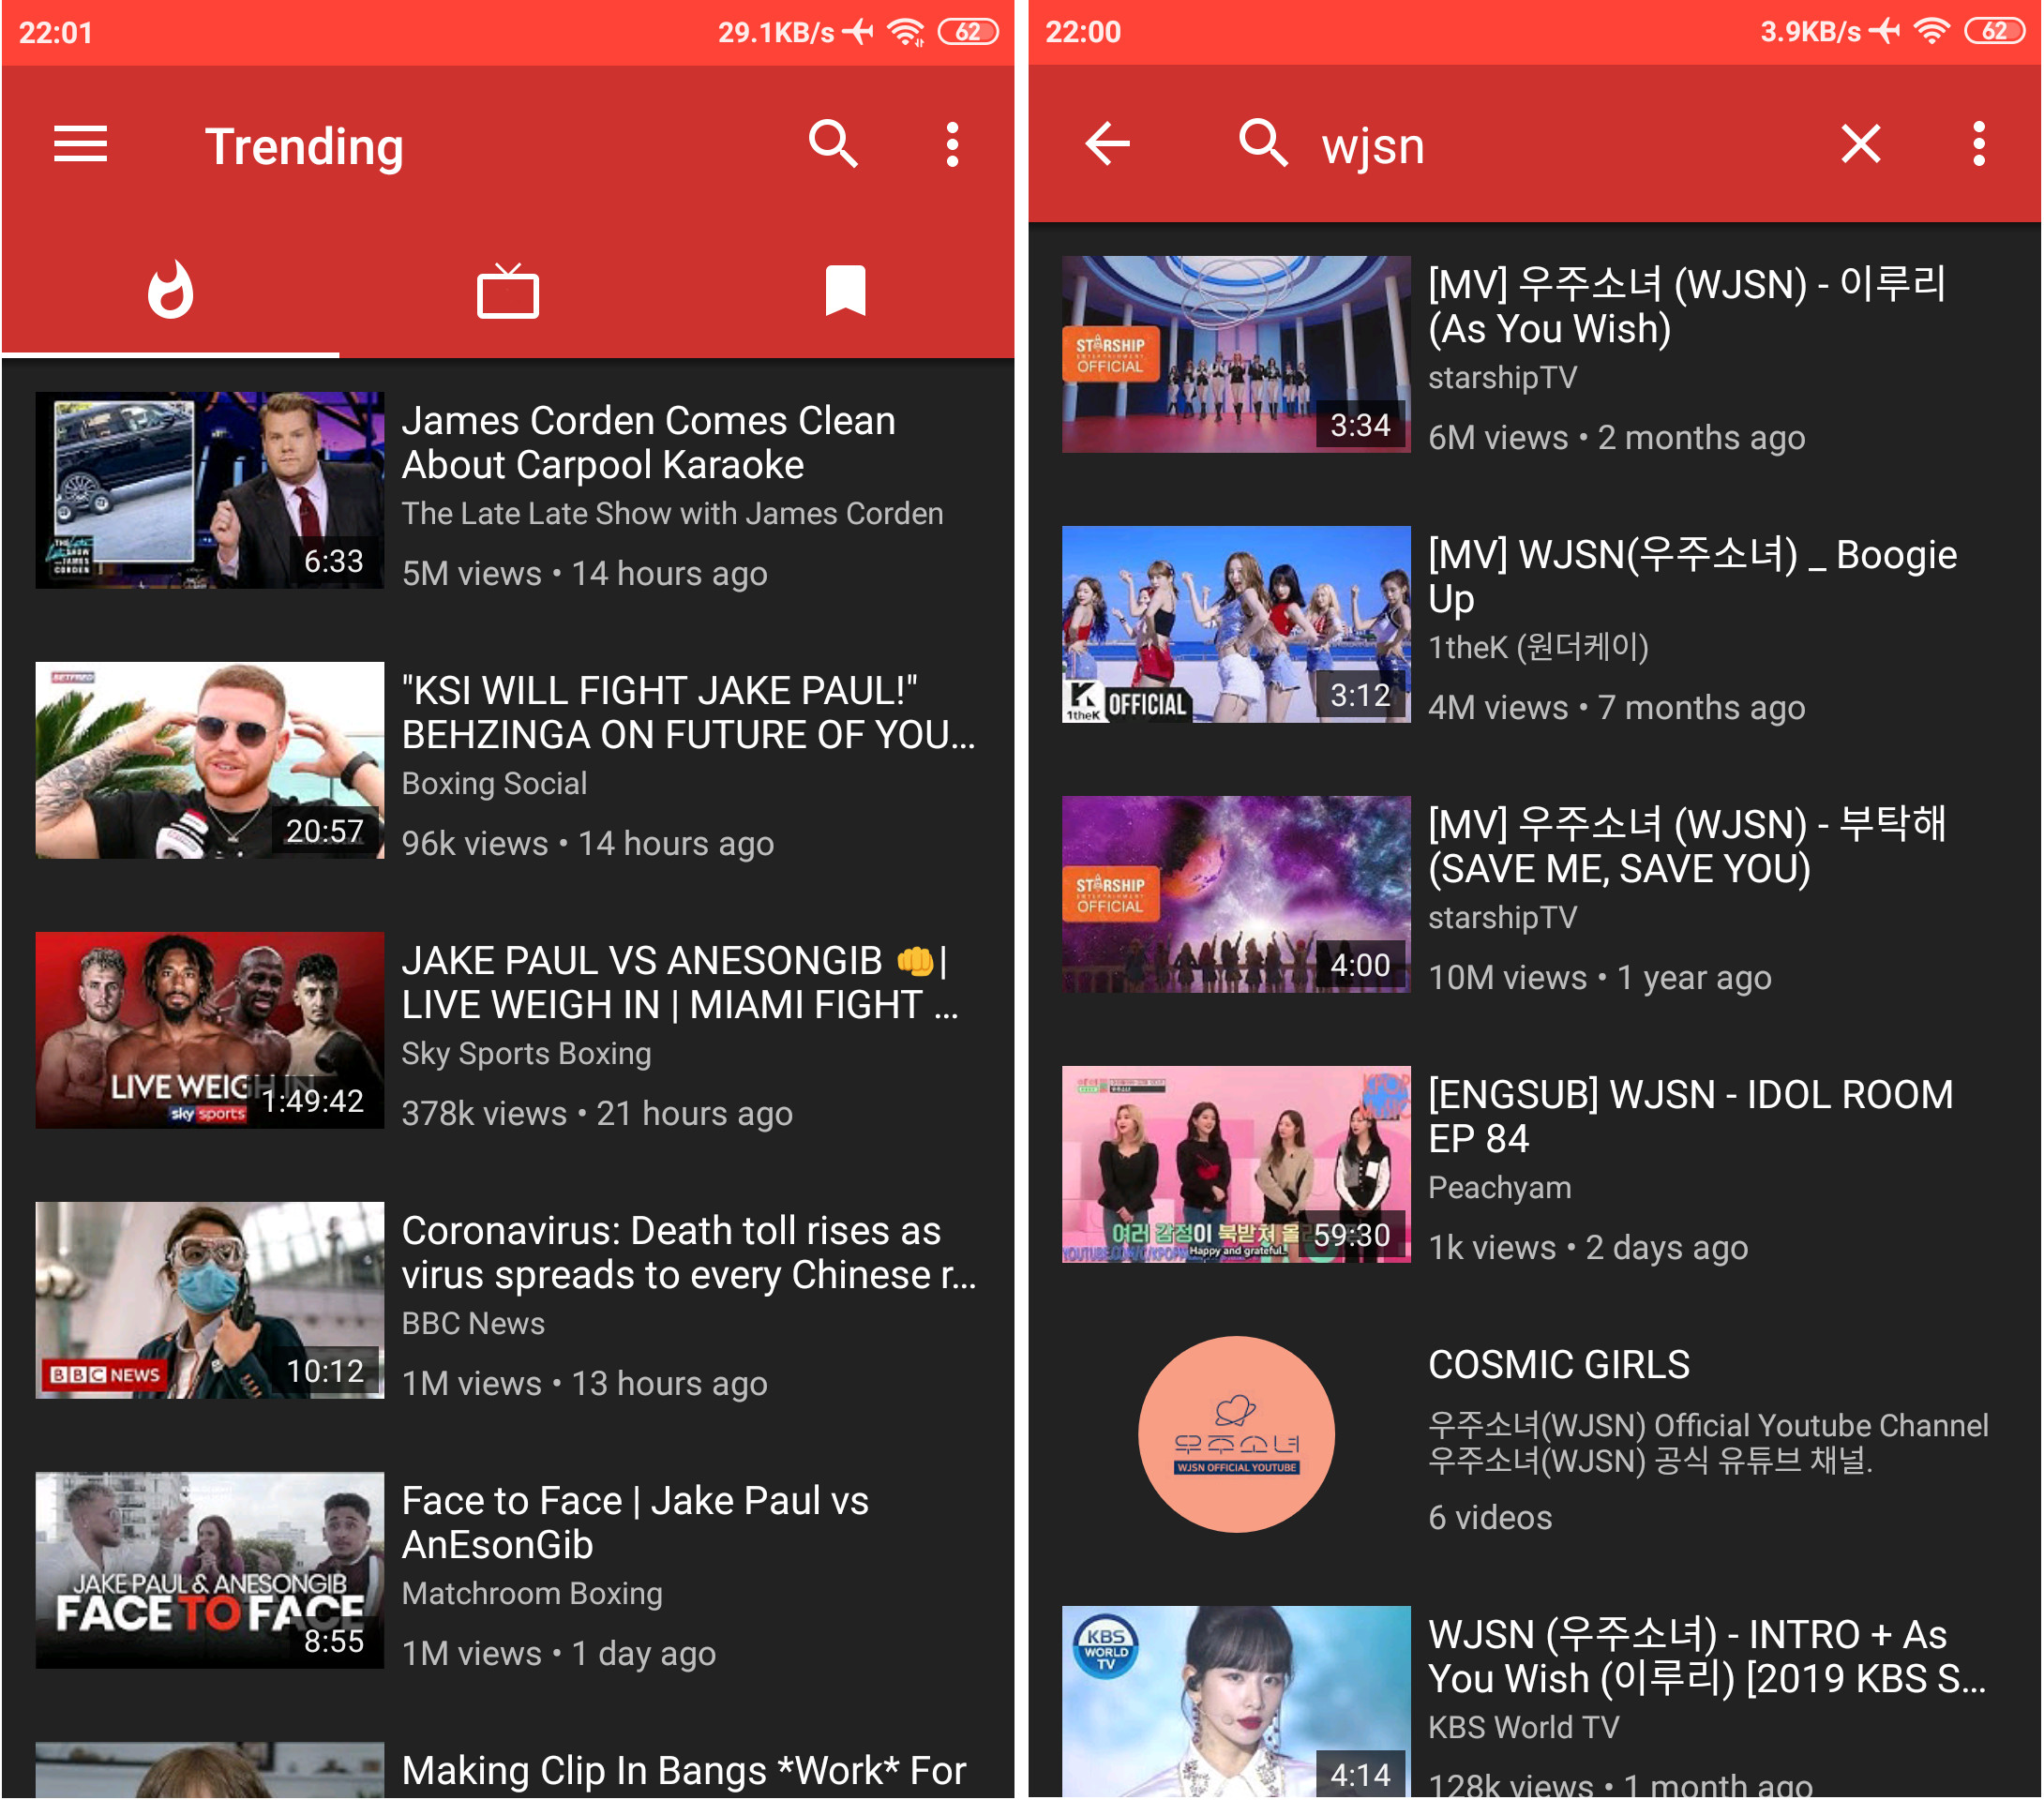 22:01
29.1KB/s
62
Trending
THE Late
LATE SHOW
JAMES
CORDEN
6:33
James Corden Comes Clean
About Carpool Karaoke
The Late Late Show with James Corden
5M views • 14 hours ago
BETFRED
20:57
"KSI WILL FIGHT JAKE PAUL!"
BEHZINGA ON FUTURE OF YOU...
Boxing Social
96k views • 14 hours ago
LIVE WEIGH IN
sky sports
1:49:42
JAKE PAUL VS ANESONGIB 👊|
LIVE WEIGH IN | MIAMI FIGHT ...
Sky Sports Boxing
378k views • 21 hours ago
BBC NEWS
10:12
Coronavirus: Death toll rises as
virus spreads to every Chinese r...
BBC News
1M views • 13 hours ago
JAKE PAUL & ANESONGIB
FACE TO FACE
8:55
Face to Face | Jake Paul vs
AnEsonGib
Matchroom Boxing
1M views • 1 day ago
Making Clip In Bangs *Work* For
22:00
3.9KB/s
62
wjsn
STARSHIP
ENTERTAINMENT
OFFICIAL
3:34
[MV] 우주소녀 (WJSN) - 이루리
(As You Wish)
starshipTV
6M views • 2 months ago
K
1theK
OFFICIAL
3:12
[MV] WJSN(우주소녀) _ Boogie
Up
1theK (원더케이)
4M views • 7 months ago
STARSHIP
ENTERTAINMENT
OFFICIAL
4:00
[MV] 우주소녀 (WJSN) - 부탁해
(SAVE ME, SAVE YOU)
starshipTV
10M views • 1 year ago
KPOP
MUSIC
여러 감정이 북받쳐
Happy and grateful..
59:30
[ENGSUB] WJSN - IDOL ROOM
EP 84
Peachyam
1k views • 2 days ago
우주소녀
WJSN OFFICIAL YOUTUBE
COSMIC GIRLS
우주소녀(WJSN) Official Youtube Channel
우주소녀(WJSN) 공식 유튜브 채널.
6 videos
KBS
WORLD
TV
4:14
WJSN (우주소녀) - INTRO + As
You Wish (이루리) [2019 KBS S...
KBS World TV
128k views • 1 month ago